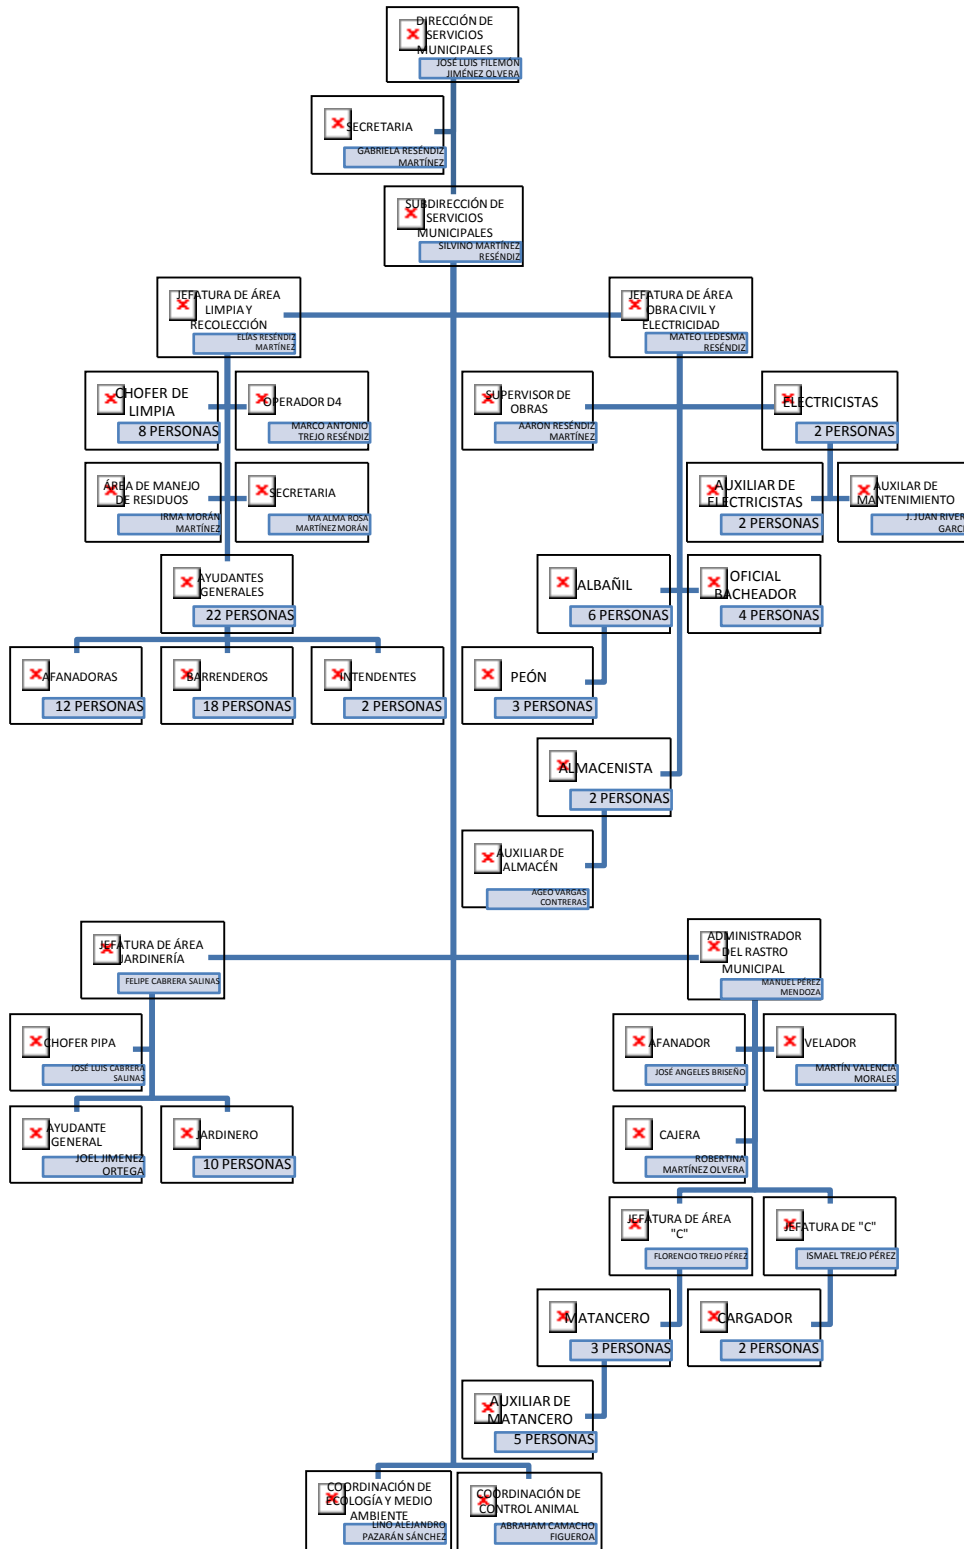 DIRECCIÓN DE
SERVICIOS
MUNICIPALES
JOSÉ LUIS FILEMÓN
JIMÉNEZ OLVERA
SECRETARIA
GABRIELA RESÉNDIZ
MARTÍNEZ
SUBDIRECCIÓN DE
SERVICIOS
MUNICIPALES
SILVINO MARTÍNEZ
RESÉNDIZ
JEFATURA DE ÁREA
LIMPIA Y
RECOLECCIÓN
ELÍAS RESÉNDIZ
MARTÍNEZ
JEFATURA DE ÁREA
OBRA CIVIL Y
ELECTRICIDAD
MATEO LEDESMA
RESÉNDIZ
CHOFER DE
LIMPIA
8 PERSONAS
OPERADOR D4
MARCO ANTONIO
TREJO RESÉNDIZ
SUPERVISOR DE
OBRAS
AARON RESÉNDIZ
MARTÍNEZ
ELECTRICISTAS
2 PERSONAS
ÁREA DE MANEJO
DE RESIDUOS
IRMA MORÁN
MARTÍNEZ
SECRETARIA
MA ALMA ROSA
MARTÍNEZ MORÁN
AUXILIAR DE
ELECTRICISTAS
2 PERSONAS
AUXILAR DE
MANTENIMIENTO
J. JUAN RIVER
GARC
AYUDANTES
GENERALES
22 PERSONAS
ALBAÑIL
6 PERSONAS
OFICIAL
BACHEADOR
4 PERSONAS
AFANADORAS
12 PERSONAS
BARRENDEROS
18 PERSONAS
INTENDENTES
2 PERSONAS
PEÓN
3 PERSONAS
ALMACENISTA
2 PERSONAS
AUXILIAR DE
ALMACÉN
AGEO VARGAS
CONTRERAS
JEFATURA DE ÁREA
JARDINERÍA
FELIPE CABRERA SALINAS
ADMINISTRADOR
DEL RASTRO
MUNICIPAL
MANUEL PÉREZ
MENDOZA
CHOFER PIPA
JOSÉ LUIS CABRERA
SALINAS
AFANADOR
JOSÉ ANGELES BRISEÑO
VELADOR
MARTÍN VALENCIA
MORALES
AYUDANTE
GENERAL
JOEL JIMENEZ
ORTEGA
JARDINERO
10 PERSONAS
CAJERA
ROBERTINA
MARTÍNEZ OLVERA
JEFATURA DE ÁREA
"C"
FLORENCIO TREJO PÉREZ
JEFATURA DE "C"
ISMAEL TREJO PÉREZ
MATANCERO
3 PERSONAS
CARGADOR
2 PERSONAS
AUXILIAR DE
MATANCERO
5 PERSONAS
COORDINACIÓN DE
ECOLOGÍA Y MEDIO
AMBIENTE
LINO ALEJANDRO
PAZARÁN SÁNCHEZ
COORDINACIÓN DE
CONTROL ANIMAL
ABRAHAM CAMACHO
FIGUEROA